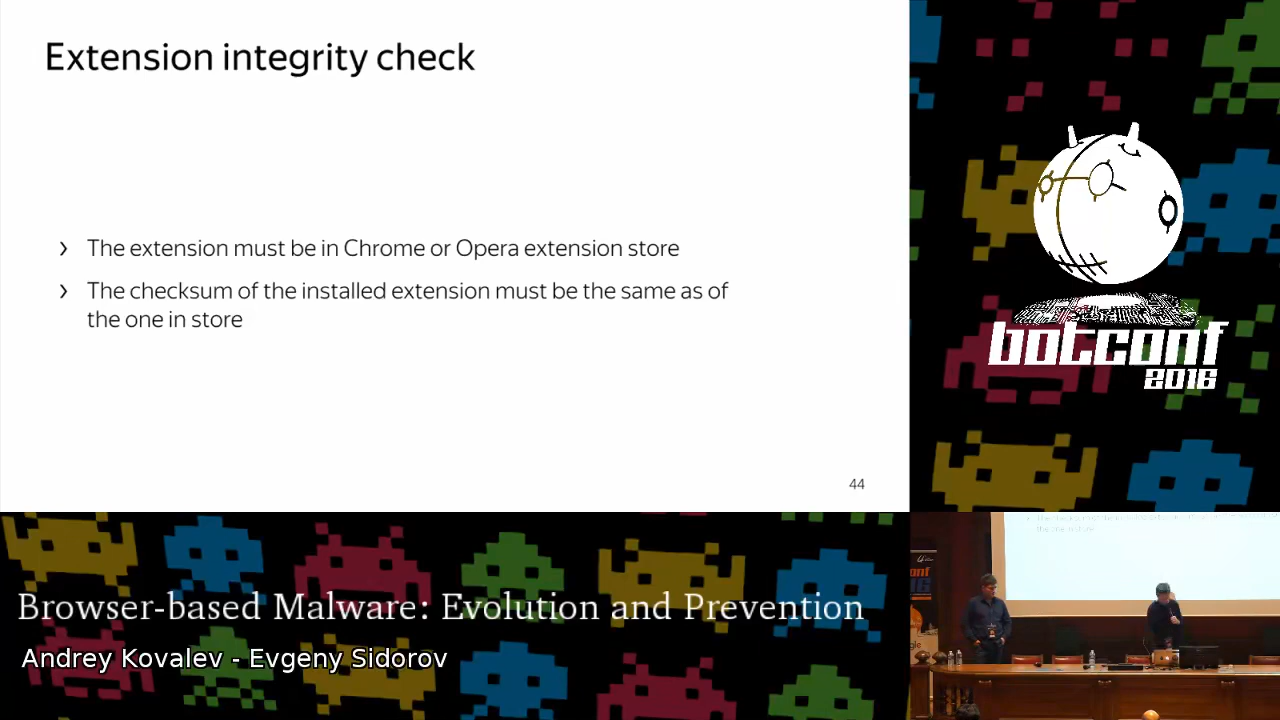 Extension integrity check
› The extension must be in Chrome or Opera extension store
› The checksum of the installed extension must be the same as of
the one in store
44
botconf
2016
Browser-based Malware: Evolution and Prevention
Andrey Kovalev - Evgeny Sidorov